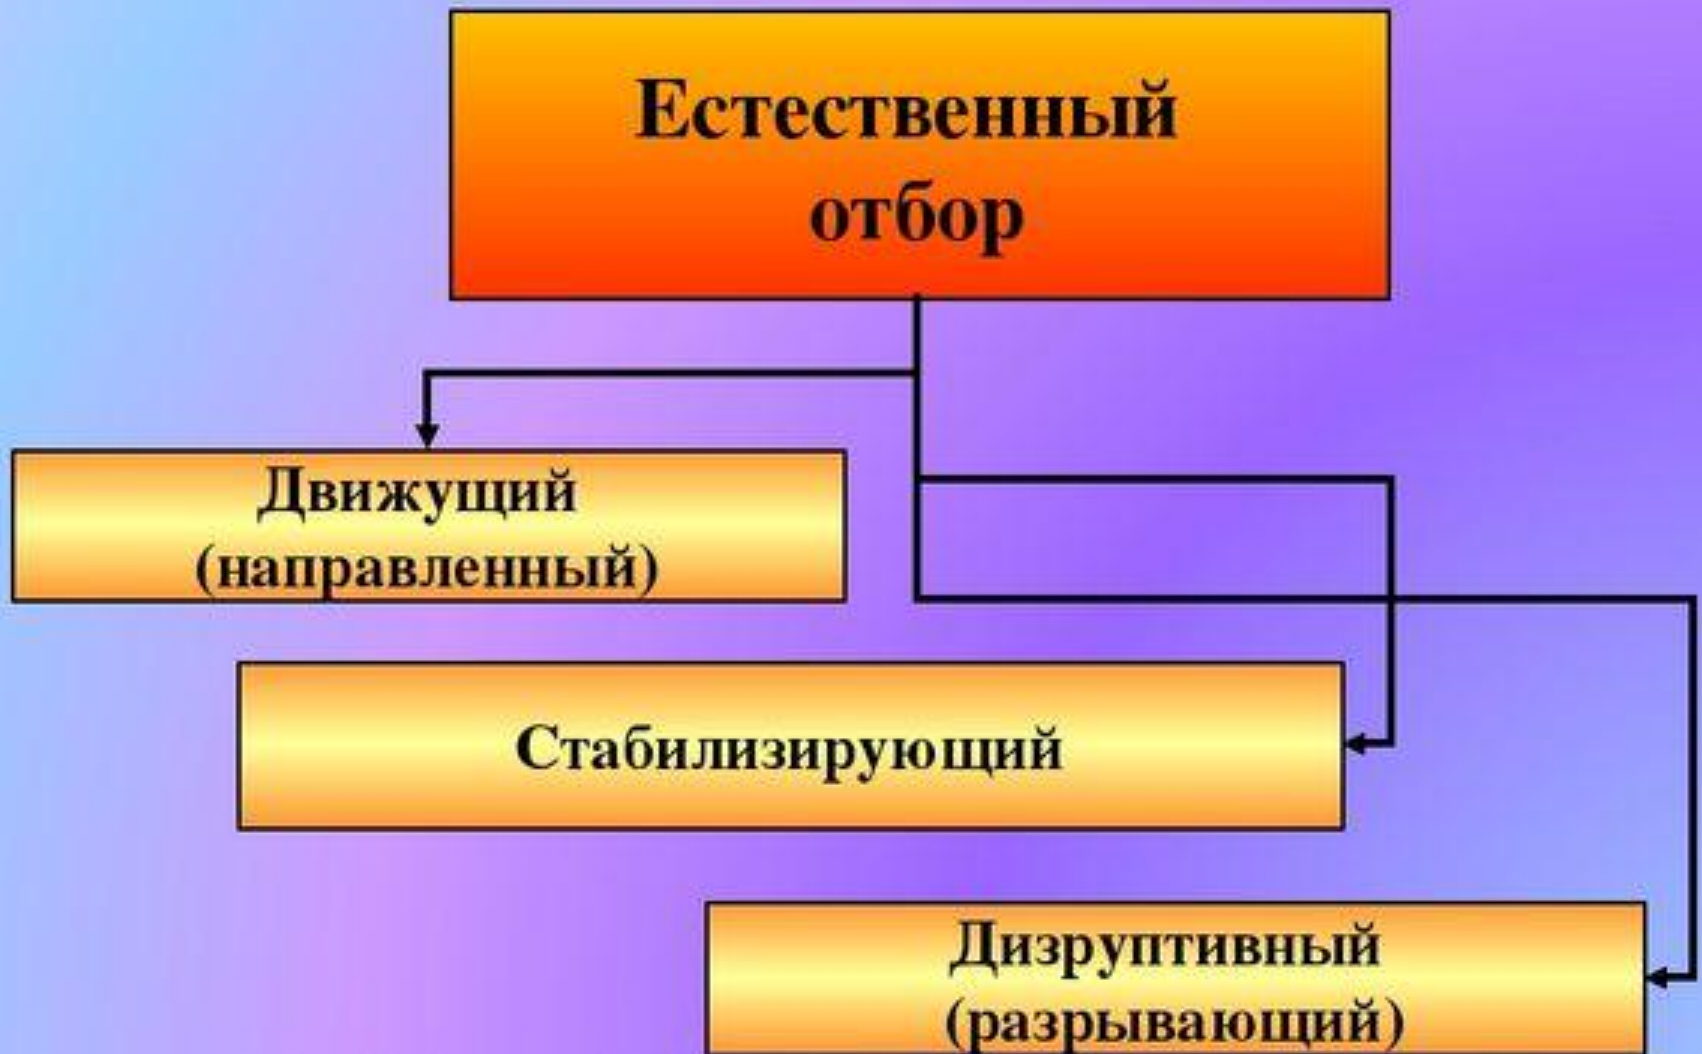 Естественный
отбор
Движущий
(направленный)
Стабилизирующий
Дизруптивный
(разрывающий)